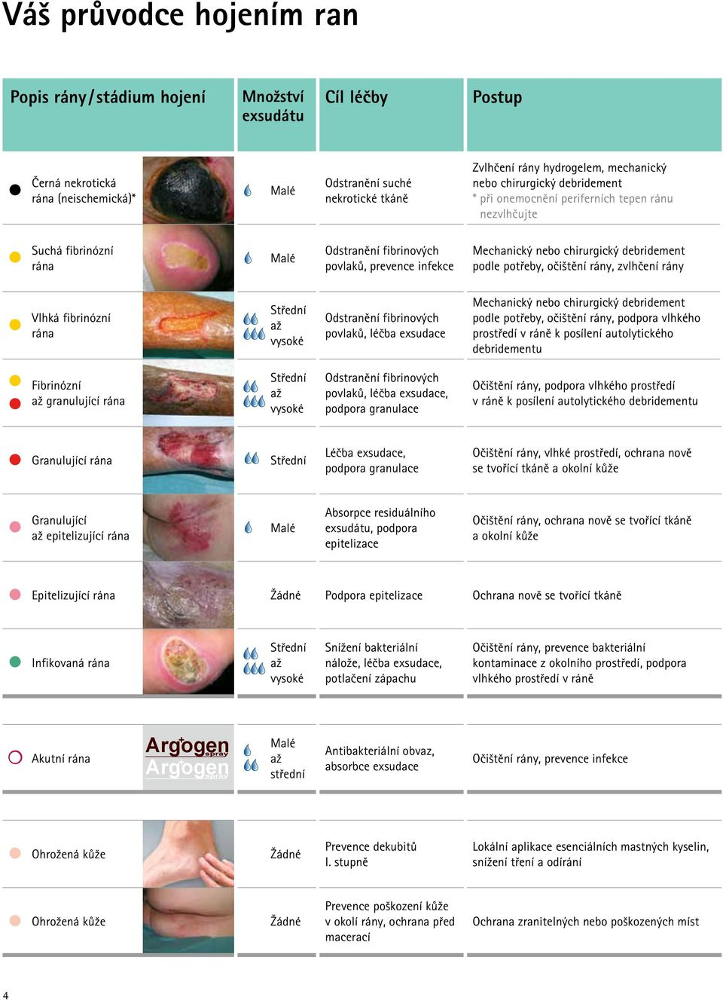 Váš průvodce hojením ran
Popis rány/stádium hojení
Množství
exsudátu
Cíl léčby
Postup
Černá nekrotická
rána (neischemická)*
Malé
Odstranění suché
nekrotické tkáně
Zvlhčení rány hydrogelem, mechanický
nebo chirurgický debridement
* při onemocnění periferních tepen ránu
nezvlhčujte
Suchá fibrinózní
rána
Malé
Odstranění fibrinových
povlaků, prevence infekce
Mechanický nebo chirurgický debridement
podle potřeby, očištění rány, zvlhčení rány
Vlhká fibrinózní
rána
Střední
až
vysoké
Odstranění fibrinových
povlaků, léčba exsudace
Mechanický nebo chirurgický debridement
podle potřeby, očištění rány, podpora vlhkého
prostředí v ráně k posílení autolytického
debridementu
Fibrinózní
až granulující rána
Střední
až
vysoké
Odstranění fibrinových
povlaků, léčba exsudace,
podpora granulace
Očištění rány, podpora vlhkého prostředí
v ráně k posílení autolytického debridementu
Granulující rána
Střední
Léčba exsudace,
podpora granulace
Očištění rány, vlhké prostředí, ochrana nově
se tvořící tkáně a okolní kůže
Granulující
až epitelizující rána
Malé
Absorpce residuálního
exsudátu, podpora
epitelizace
Očištění rány, ochrana nově se tvořící tkáně
a okolní kůže
Epitelizující rána
Žádné
Podpora epitelizace
Ochrana nově se tvořící tkáně
Infikovaná rána
Střední
až
vysoké
Snížení bakteriální
nálože, léčba exsudace,
potlačení zápachu
Očištění rány, prevence bakteriální
kontaminace z okolního prostředí, podpora
vlhkého prostředí v ráně
Akutní rána
Arg+ogen spray
Arg+ogen spray
Malé
až
střední
Antibakteriální obvaz,
absorbce exsudace
Očištění rány, prevence infekce
Ohrožená kůže
Žádné
Prevence dekubitů
I. stupně
Lokální aplikace esenciálních mastných kyselin,
snížení tření a odírání
Ohrožená kůže
Žádné
Prevence poškození kůže
v okolí rány, ochrana před
macerací
Ochrana zranitelných nebo poškozených míst
4